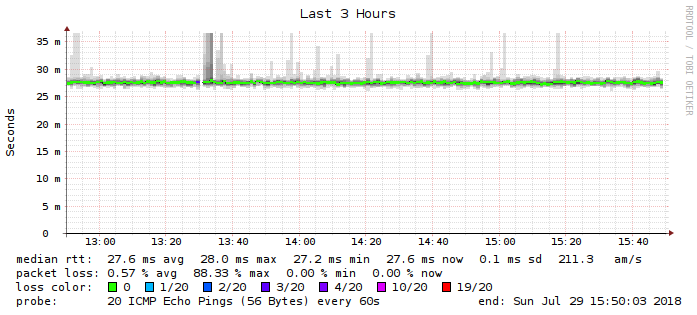 Last 3 Hours
RRDTOOL / TOBI OETIKER
Seconds
35 m
30 m
25 m
20 m
15 m
10 m
5 m
0
13:00 13:20 13:40 14:00 14:20 14:40 15:00 15:20 15:40
median rtt: 27.6 ms avg 28.0 ms max 27.2 ms min 27.6 ms now 0.1 ms sd 211.3 am/s
packet loss: 0.57 % avg 88.33 % max 0.00 % min 0.00 % now
loss color: 0 1/20 2/20 3/20 4/20 10/20 19/20
probe: 20 ICMP Echo Pings (56 Bytes) every 60s end: Sun Jul 29 15:50:03 2018